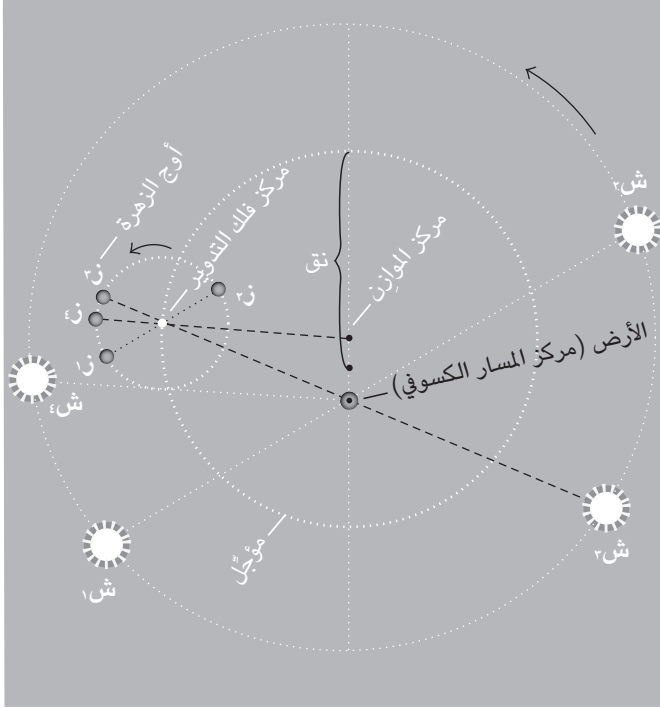 ش٢
أوج الزهرة
مركز فلك التدوير
نق
مركز الموازِن
ن٣
ن٤
ن٢
ن١
الأرض (مركز المسار الكسوفي)
ش٤
ش٣
ش١
مؤجِّل